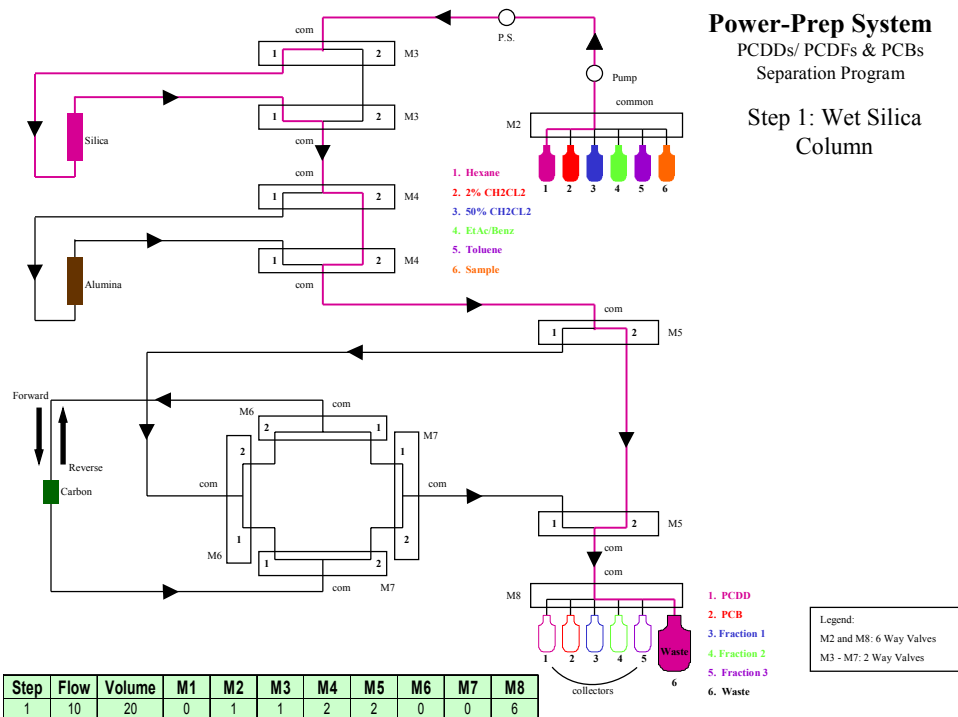 Power-Prep System
PCDDs/ PCDFs & PCBs
Separation Program
Step 1: Wet Silica
Column
com
P.S.
1 2 M3
Pump
common
M2
1 2 M3
com
Silica
1 2 3 4 5 6
1. Hexane
2. 2% CH2CL2
3. 50% CH2CL2
4. EtAc/Benz
5. Toluene
6. Sample
com
1 2 M4
1 2 M4
com
Alumina
com
1 2 M5
Forward
Reverse
Carbon
com
M6
2 1
M7
2
1
com
com
1
2
M6
1 2
M7
com
1 2 M5
com
com
M8
1 2 3 4 5
Waste
6
collectors
1. PCDD
2. PCB
3. Fraction 1
4. Fraction 2
5. Fraction 3
6. Waste
Legend:
M2 and M8: 6 Way Valves
M3 - M7: 2 Way Valves
Step Flow Volume M1 M2 M3 M4 M5 M6 M7 M8
1 10 20 0 1 1 2 2 0 0 6